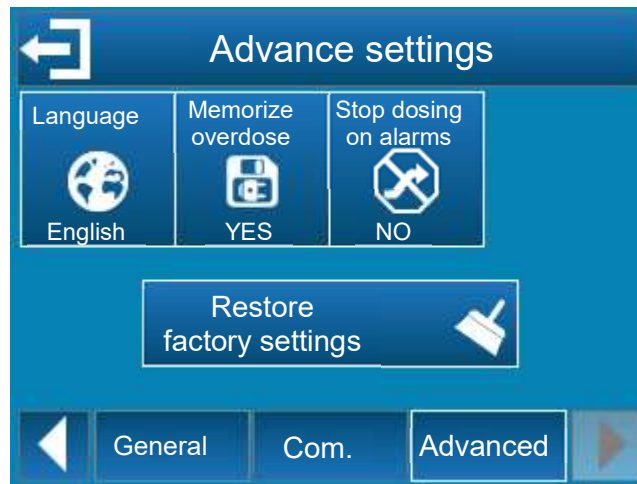 Advance settings
Language
Memorize
overdose
Stop dosing
on alarms
English
YES
NO
Restore
factory settings
General
Com.
Advanced